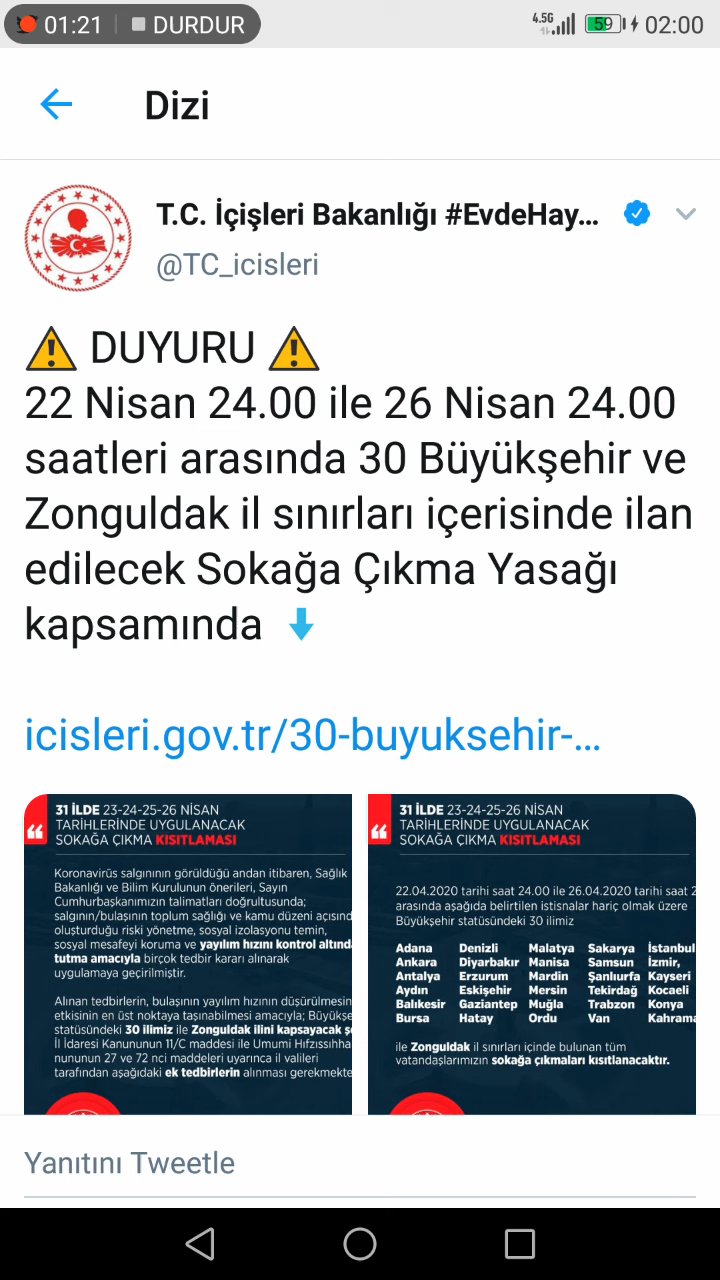 01:21 DURDUR 4.5G 59 02:00
Dizi
T.C. İçişleri Bakanlığı #EvdeHay...
@TC_icisleri
⚠ DUYURU ⚠
22 Nisan 24.00 ile 26 Nisan 24.00
saatleri arasında 30 Büyükşehir ve
Zonguldak il sınırları içerisinde ilan
edilecek Sokağa Çıkma Yasağı
kapsamında ⬇
icisleri.gov.tr/30-buyuksehir-...
31 İLDE 23-24-25-26 NİSAN
TARİHLERİNDE UYGULANACAK
SOKAĞA ÇIKMA KISITLAMASI
Koronavirüs salgınının görüldüğü andan itibaren, Sağlık
Bakanlığı ve Bilim Kurulunun önerileri, Sayın
Cumhurbaşkanımızın talimatları doğrultusunda;
salgının/bulaşının toplum sağlığı ve kamu düzeni açısınd
oluşturduğu riski yönetme, sosyal izolasyonu temin,
sosyal mesafeyi koruma ve yayılım hızını kontrol altınd
tutma amacıyla birçok tedbir kararı alınarak
uygulamaya geçirilmiştir.
Alınan tedbirlerin, bulaşının yayılım hızının düşürülmesin
etkisinin en üst noktaya taşınabilmesi amacıyla; Büyükşe
statüsündeki 30 ilimiz ile Zonguldak ilini kapsayacak şe
İl İdaresi Kanununun 11/C maddesi ile Umumi Hıfzıssıhha
nununun 27 ve 72 nci maddeleri uyarınca il valileri
tarafından aşağıdaki ek tedbirlerin alınması gerekmekte
31 İLDE 23-24-25-26 NİSAN
TARİHLERİNDE UYGULANACAK
SOKAĞA ÇIKMA KISITLAMASI
22.04.2020 tarihi saat 24.00 ile 26.04.2020 tarihi saat 2
arasında aşağıda belirtilen istisnalar hariç olmak üzere
Büyükşehir statüsündeki 30 ilimiz
Adana Denizli Malatya Sakarya İstanbul
Ankara Diyarbakır Manisa Samsun İzmir,
Antalya Erzurum Mardin Şanlıurfa Kayseri
Aydın Eskişehir Mersin Tekirdağ Kocaeli
Balıkesir Gaziantep Muğla Trabzon Konya
Bursa Hatay Ordu Van Kahrama
ile Zonguldak il sınırları içinde bulunan tüm
vatandaşlarımızın sokağa çıkmaları kısıtlanacaktır.
Yanıtını Tweetle